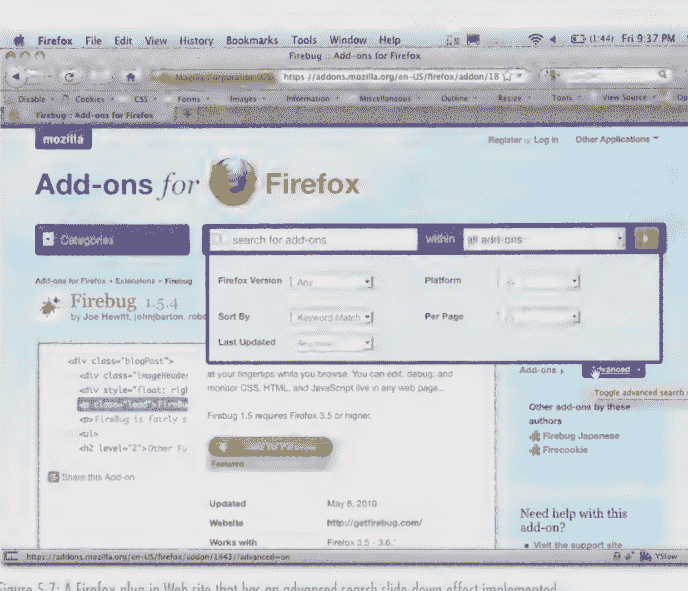 Firefox File Edit View History Bookmarks Tools Window Help (1:44) Fri 9:37 PM
Firebug :: Add-ons for Firefox
Mozilla Corporation (US) https://addons.mozilla.org/en-US/firefox/addon/18
Disable Cookies CSS Forms Images Information Miscellaneous Outline Resize Tools View Source Op
Firebug :: Add-ons for Firefox
mozilla
Register or Log in Other Applications
Add-ons for Firefox
Categories
search for add-ons within all add-ons
Firefox Version Any Platform
Sort By Keyword Match Per Page
Last Updated
Add-ons for Firefox Extensions Firebug
Firebug 1.5.4
by Joe Hewitt, johnjbarton, robc
<div class="blogPost">
<div class="imageHeader
<div style="float: righ
<p>FireBug is fairly s
<ul>
<h2 level="2">Other Fu
Share this Add-on
at your fingertips while you browse. You can edit, debug, and
monitor CSS, HTML, and JavaScript live in any web page...
Firebug 1.5 requires Firefox 3.5 or higher.
Add to Firefox
Featured
Updated May 6, 2010
Website http://getfirebug.com/
Works with Firefox 3.5 - 3.6.*
Add-ons Advanced
Toggle advanced search
Other add-ons by these
authors
Firebug Japanese
Firecookie
Need help with this
add-on?
Visit the support site
https://addons.mozilla.org/en-US/firefox/addon/1843/?advanced=on YSlow
Figure 5.7: A Firefox plug in Web site that has an advanced search slide down effect implemented